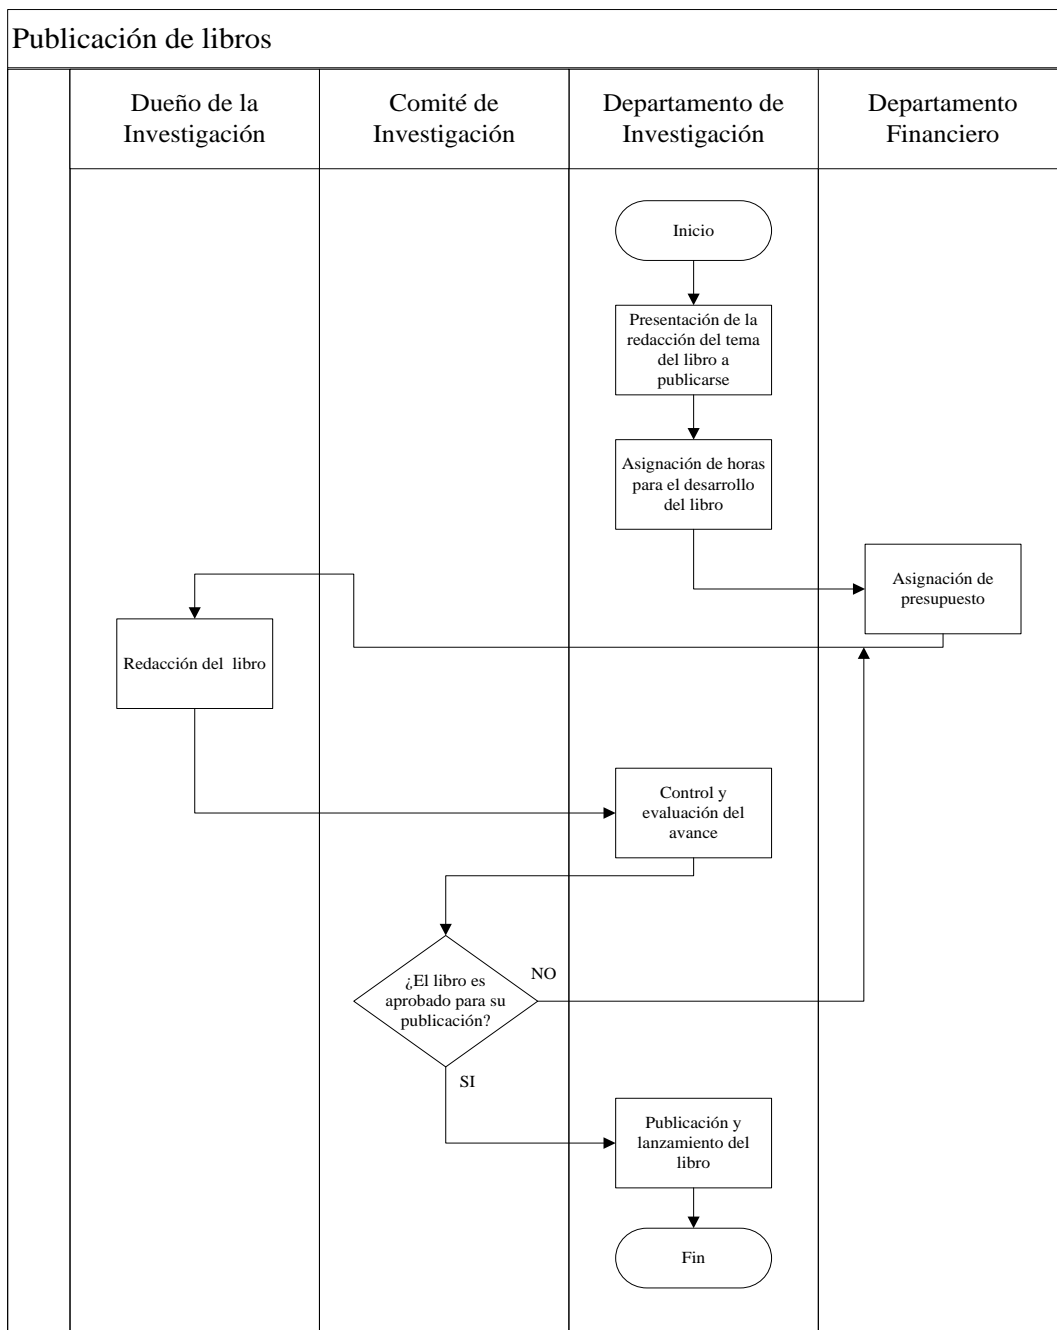 Publicación de libros
Dueño de la
Investigación
Comité de
Investigación
Departamento de
Investigación
Departamento
Financiero
Inicio
Presentación de la
redacción del tema
del libro a
publicarse
Asignación de horas
para el desarrollo
del libro
Asignación de
presupuesto
Redacción del libro
Control y
evaluación del
avance
¿El libro es
aprobado para su
publicación?
NO
SI
Publicación y
lanzamiento del
libro
Fin